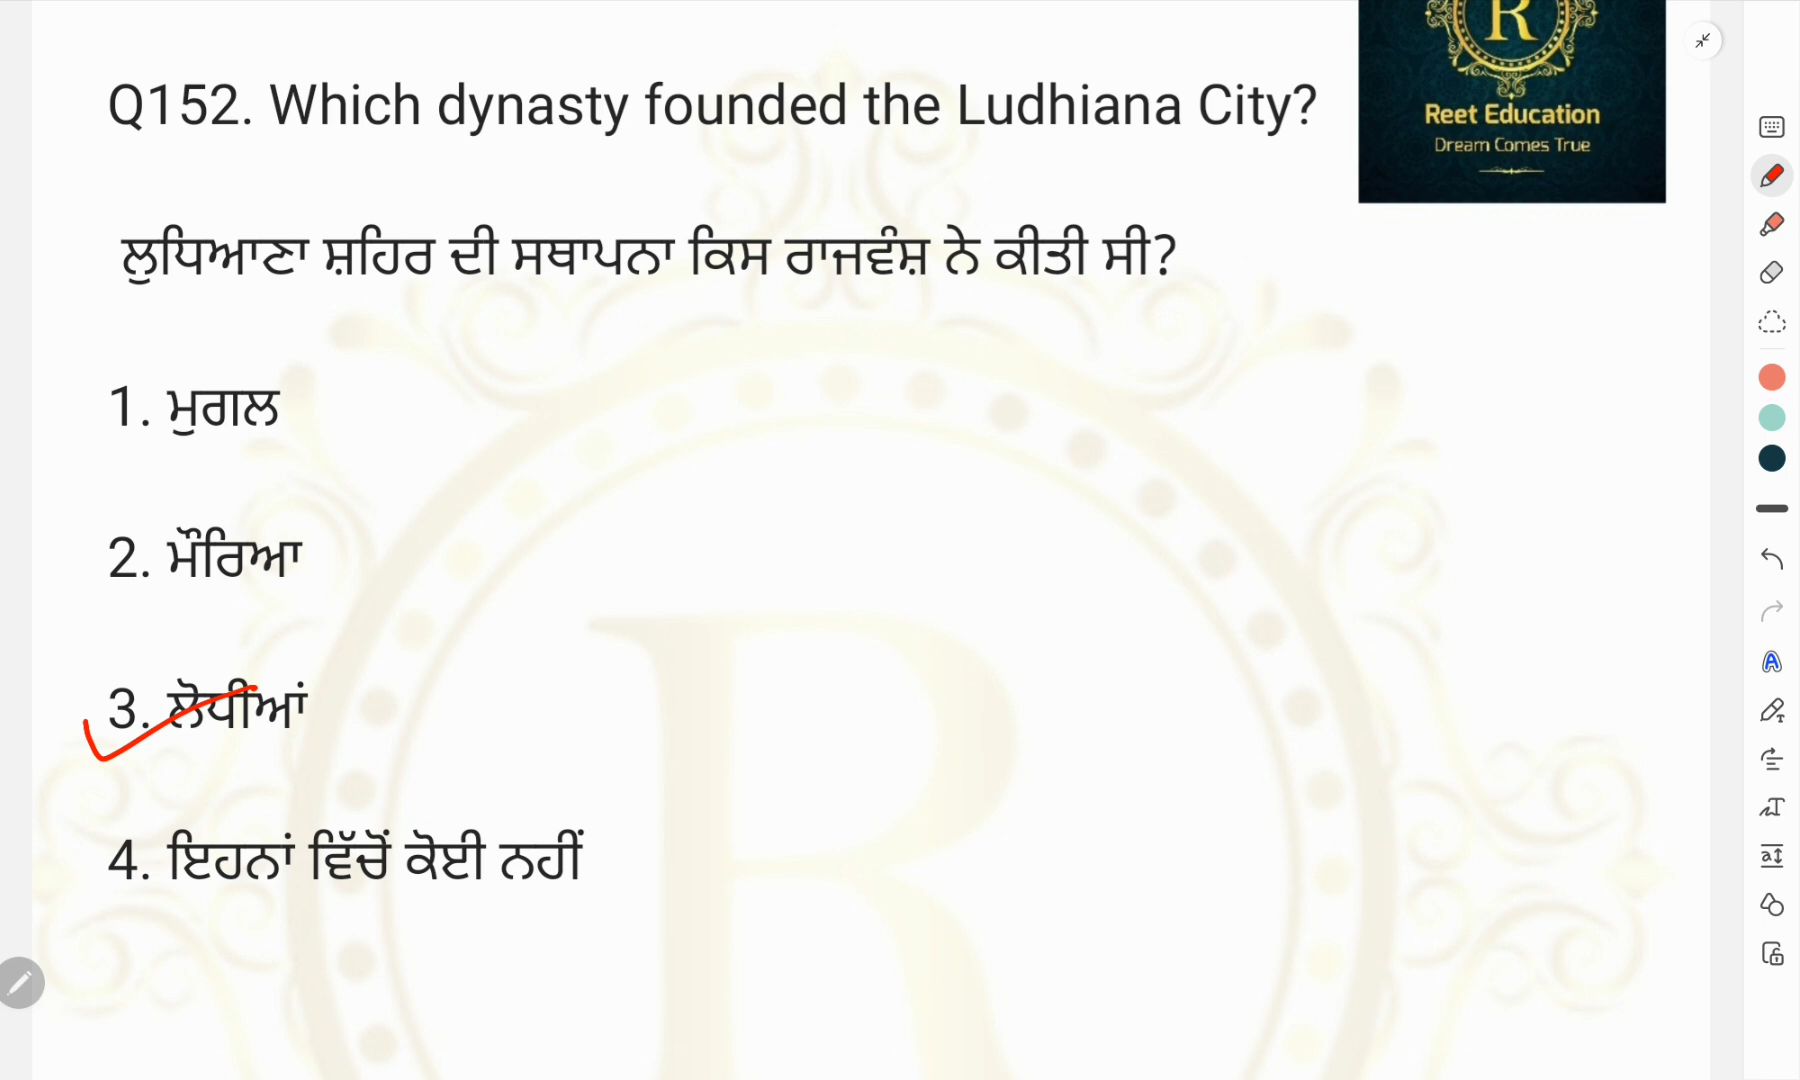 Q152. Which dynasty founded the Ludhiana City?
R
Reet Education
Dream Comes True
ਲੁਧਿਆਣਾ ਸ਼ਹਿਰ ਦੀ ਸਥਾਪਨਾ ਕਿਸ ਰਾਜਵੰਸ਼ ਨੇ ਕੀਤੀ ਸੀ?
1. ਮੁਗਲ
2. ਮੌਰਿਆ
3. ਲੋਧੀਆਂ
4. ਇਹਨਾਂ ਵਿੱਚੋਂ ਕੋਈ ਨਹੀਂ
R